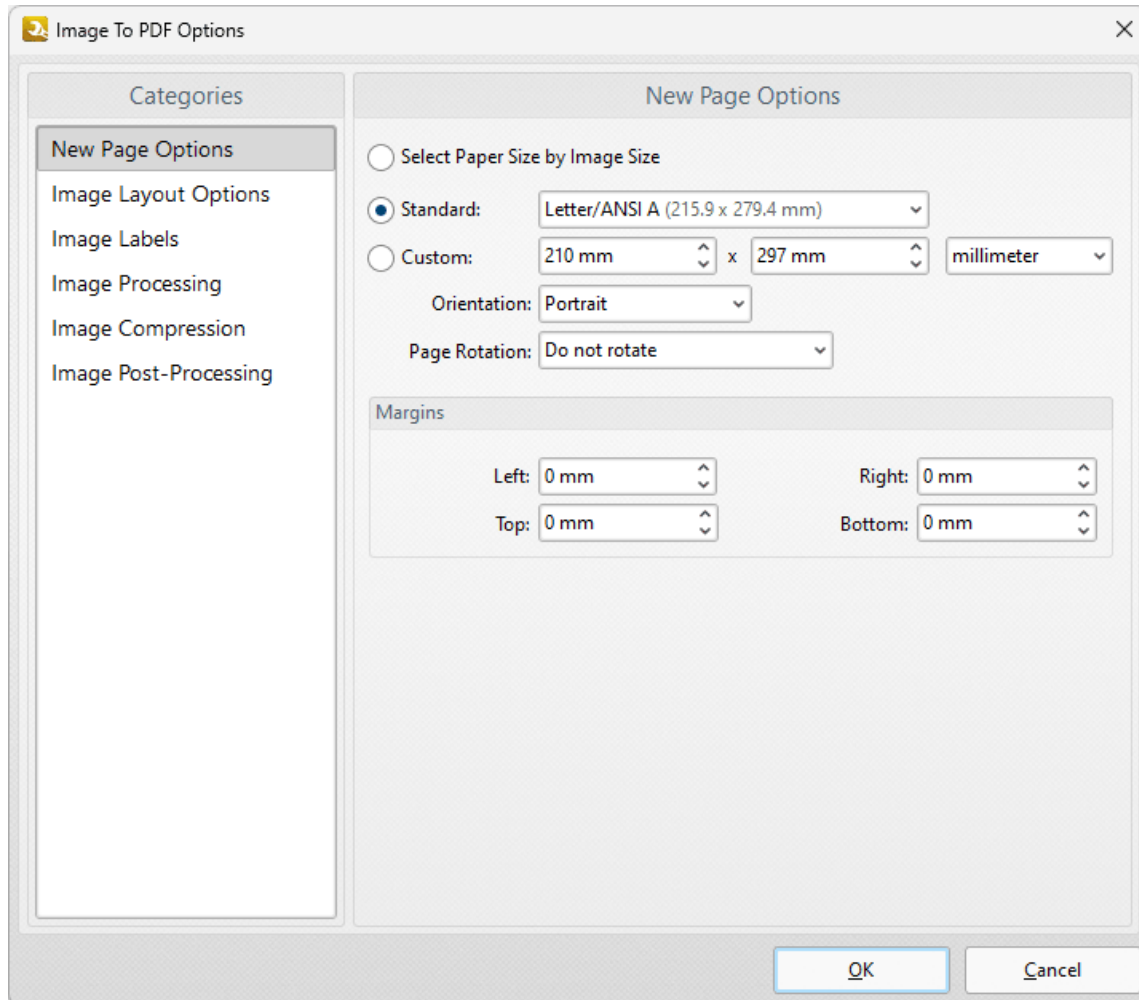 Image To PDF Options
Categories
New Page Options
Image Layout Options
Image Labels
Image Processing
Image Compression
Image Post-Processing
New Page Options
Select Paper Size by Image Size
Standard: Letter/ANSI A (215.9 x 279.4 mm)
Custom: 210 mm x 297 mm millimeter
Orientation: Portrait
Page Rotation: Do not rotate
Margins
Left: 0 mm Right: 0 mm
Top: 0 mm Bottom: 0 mm
OK Cancel